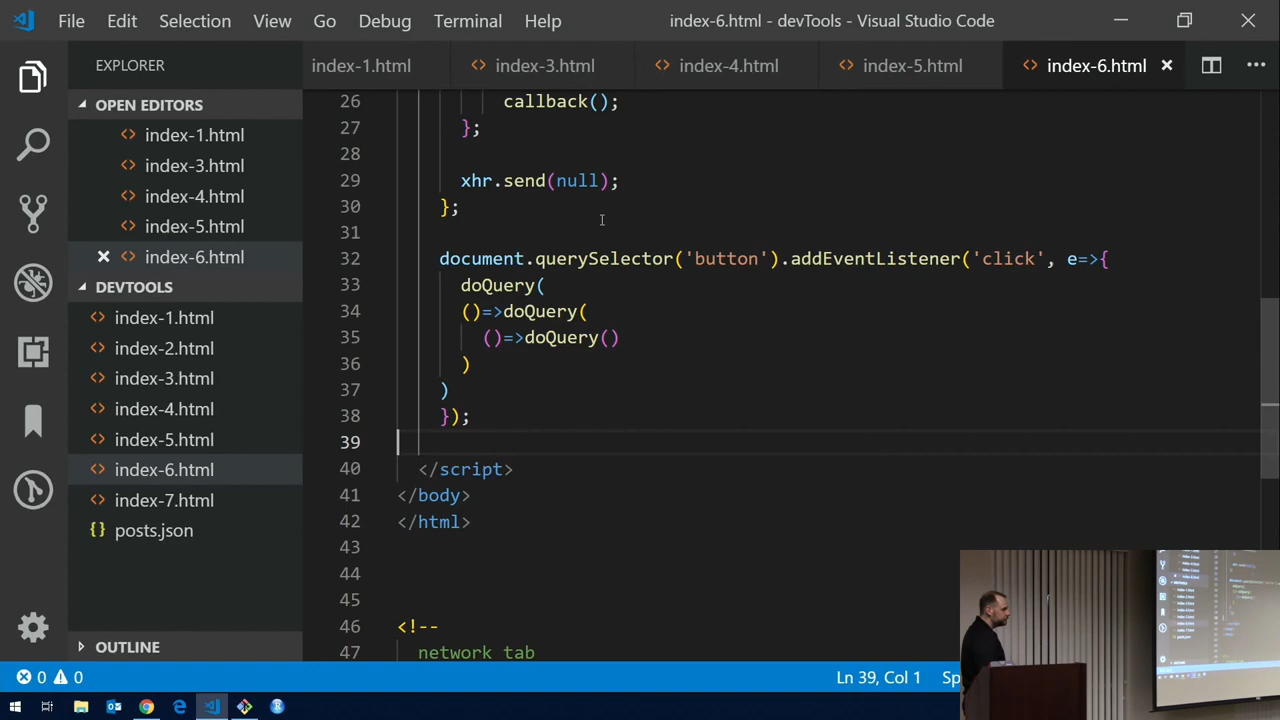 File Edit Selection View Go Debug Terminal Help
index-6.html - devTools - Visual Studio Code
EXPLORER
OPEN EDITORS
index-1.html
index-3.html
index-4.html
index-5.html
index-6.html
DEVTOOLS
index-1.html
index-2.html
index-3.html
index-4.html
index-5.html
index-6.html
index-7.html
{} posts.json
OUTLINE
index-1.html <> index-3.html <> index-4.html <> index-5.html <> index-6.html
26 callback();
27 };
28
29 xhr.send(null);
30 };
31
32 document.querySelector('button').addEventListener('click', e=>{
33 doQuery(
34 ()=>doQuery(
35 ()=>doQuery()
36 )
37 )
38 });
39
40 </script>
41 </body>
42 </html>
43
44
45
46 <!--
47 network tab
0 0
Ln 39, Col 1